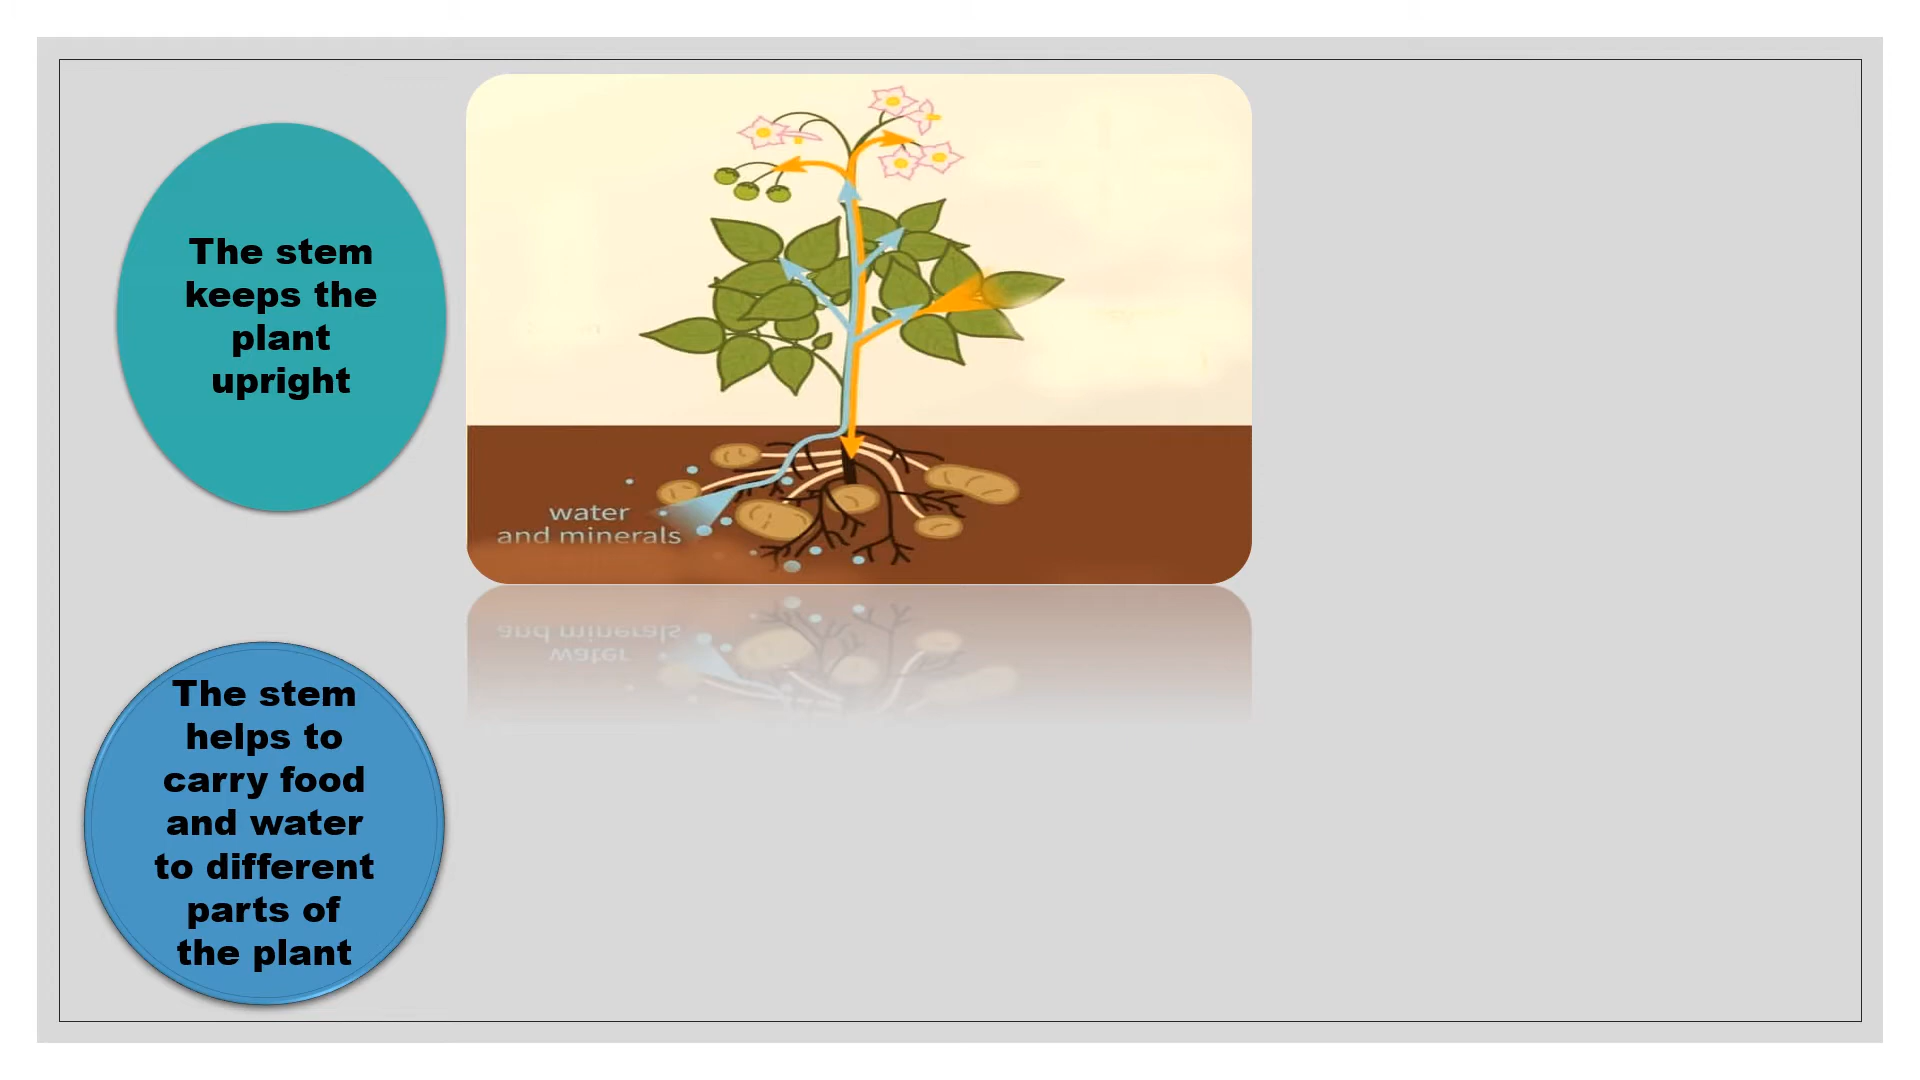 The stem
keeps the
plant
upright
water
and minerals
The stem
helps to
carry food
and water
to different
parts of
the plant